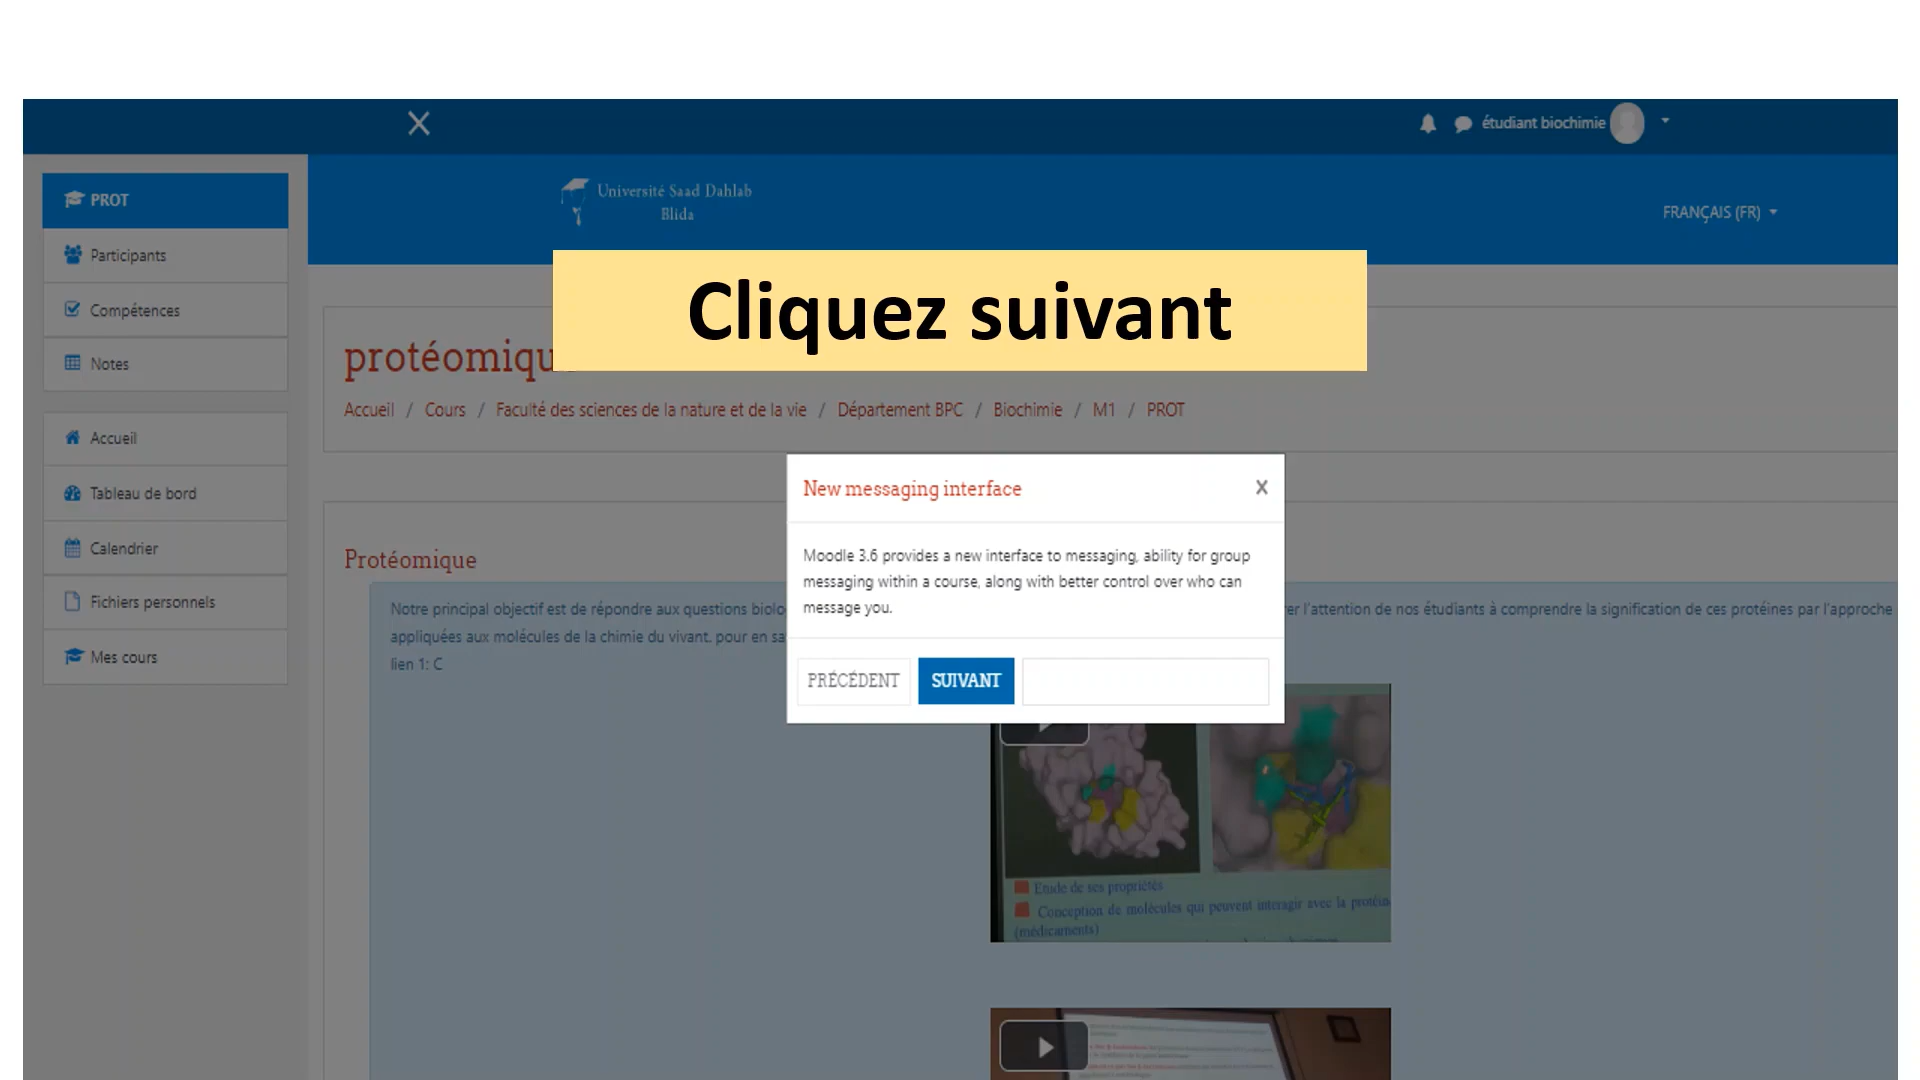 étudiant biochimie
PROT
Université Saad Dahlab
Blida
FRANÇAIS (FR)
Participants
Cliquez suivant
Compétences
protéomiqu
Notes
Accueil / Cours / Faculté des sciences de la nature et de la vie / Département BPC / Biochimie / M1 / PROT
Accueil
Tableau de bord
Calendrier
Fichiers personnels
Mes cours
New messaging interface
X
Moodle 3.6 provides a new interface to messaging, ability for group
messaging within a course, along with better control over who can
message you.
PRÉCÉDENT
SUIVANT
Protéomique
Notre principal objectif est de répondre aux questions biolo
er l'attention de nos étudiants à comprendre la signification de ces protéines par l'approche
appliquées aux molécules de la chimie du vivant. pour en sa
lien 1: C
Etude de ses propriétés
Conception de molécules qui peuvent interagir avec la protéin
(médicaments)